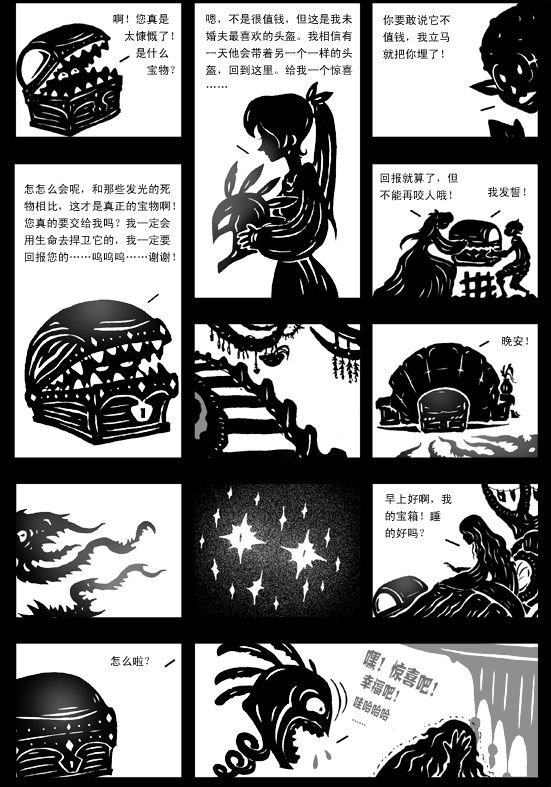 啊！您真是
太慷慨了！
是什么
宝物？
嗯，不是很值钱，但这是我未
婚夫最喜欢的头盔。我相信有
一天他会带着另一个一样的头
盔，回到这里。给我一个惊喜
……
你要敢说它不
值钱，我立马
就把你埋了！
怎怎么会呢，和那些发光的死
物相比，这才是真正的宝物啊！
您真的要交给我吗？我一定会
用生命去捍卫它的，我一定要
回报您的……呜呜呜……谢谢！
回报就算了，但
不能再咬人哦！
我发誓！
晚安！
早上好啊，我
的宝箱！睡
的好吗？
怎么啦？
嘿！惊喜吧！
幸福吧！
哇哈哈哈
……